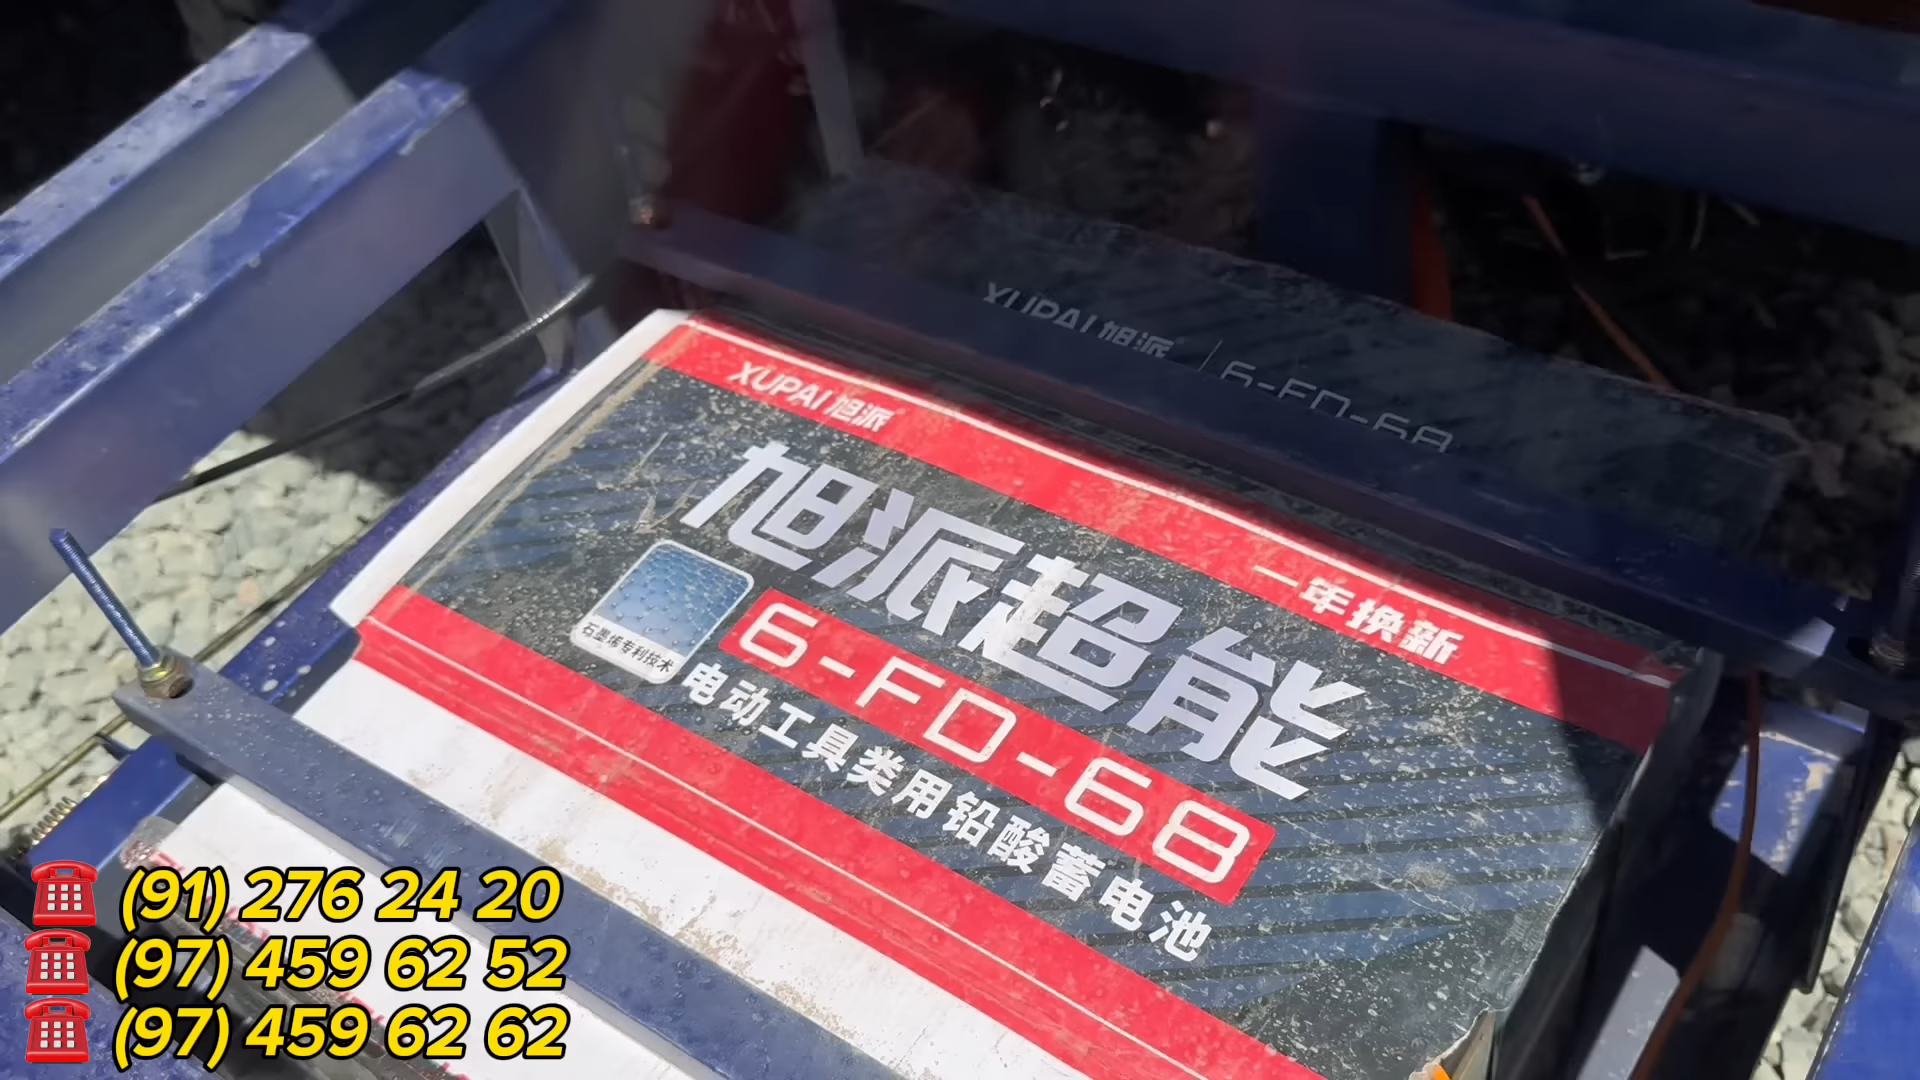 XUPAI 旭派 | 6-FD-68
XUPAI 旭派
一年换新
旭派超能
6-FD-68
石墨烯专利技术
电动工具类用铅酸蓄电池
(91) 276 24 20
(97) 459 62 52
(97) 459 62 62